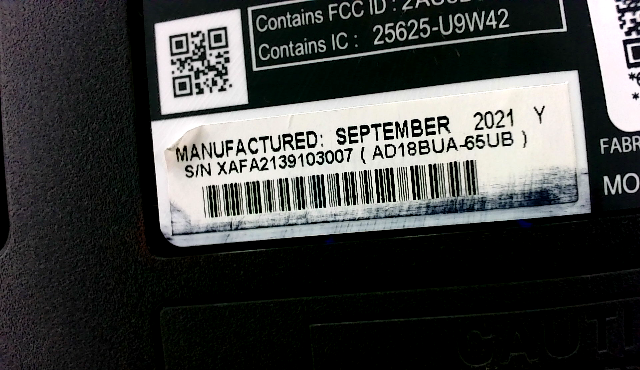 Contains FCC ID :
Contains IC : 25625-U9W42
MANUFACTURED: SEPTEMBER 2021 Y
S/N XAFA2139103007 ( AD18BUA-65UB )